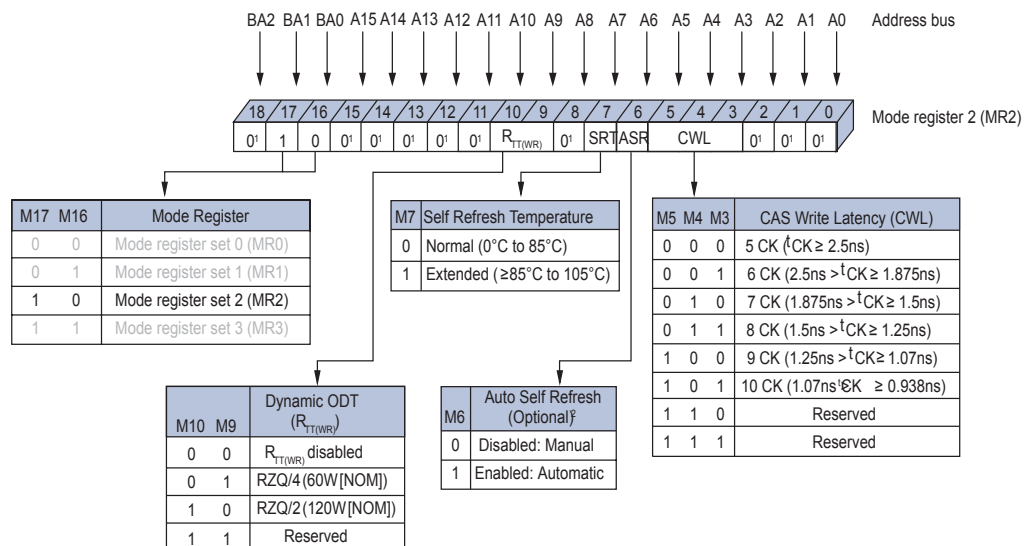 BA2 BA1 BA0 A15 A14 A13 A12 A11 A10 A9 A8 A7 A6 A5 A4 A3 A2 A1 A0 Address bus
18 17 16 15 14 13 12 11 10 9 8 7 6 5 4 3 2 1 0
Mode register 2 (MR2)
0¹ 1 0 0¹ 0¹ 0¹ 0¹ 0¹ RTT(WR) 0¹ SRT ASR CWL 0¹ 0¹ 0¹
M17 M16 Mode Register
0 0 Mode register set 0 (MR0)
0 1 Mode register set 1 (MR1)
1 0 Mode register set 2 (MR2)
1 1 Mode register set 3 (MR3)
M7 Self Refresh Temperature
0 Normal (0°C to 85°C)
1 Extended (≥85°C to 105°C)
M5 M4 M3 CAS Write Latency (CWL)
0 0 0 5 CK (tCK ≥ 2.5ns)
0 0 1 6 CK (2.5ns > tCK ≥ 1.875ns)
0 1 0 7 CK (1.875ns > tCK ≥ 1.5ns)
0 1 1 8 CK (1.5ns > tCK ≥ 1.25ns)
1 0 0 9 CK (1.25ns > tCK ≥ 1.07ns)
1 0 1 10 CK (1.07ns CK ≥ 0.938ns)
1 1 0 Reserved
1 1 1 Reserved
M10 M9 Dynamic ODT
(RTT(WR))
0 0 RTT(WR) disabled
0 1 RZQ/4 (60W [NOM])
1 0 RZQ/2 (120W [NOM])
1 1 Reserved
M6 Auto Self Refresh
(Optional)²
0 Disabled: Manual
1 Enabled: Automatic